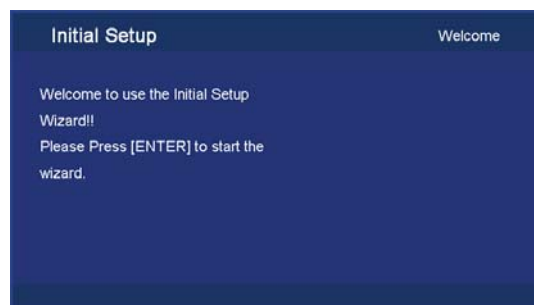 Initial Setup
Welcome
Welcome to use the Initial Setup
Wizard!!
Please Press [ENTER] to start the
wizard.